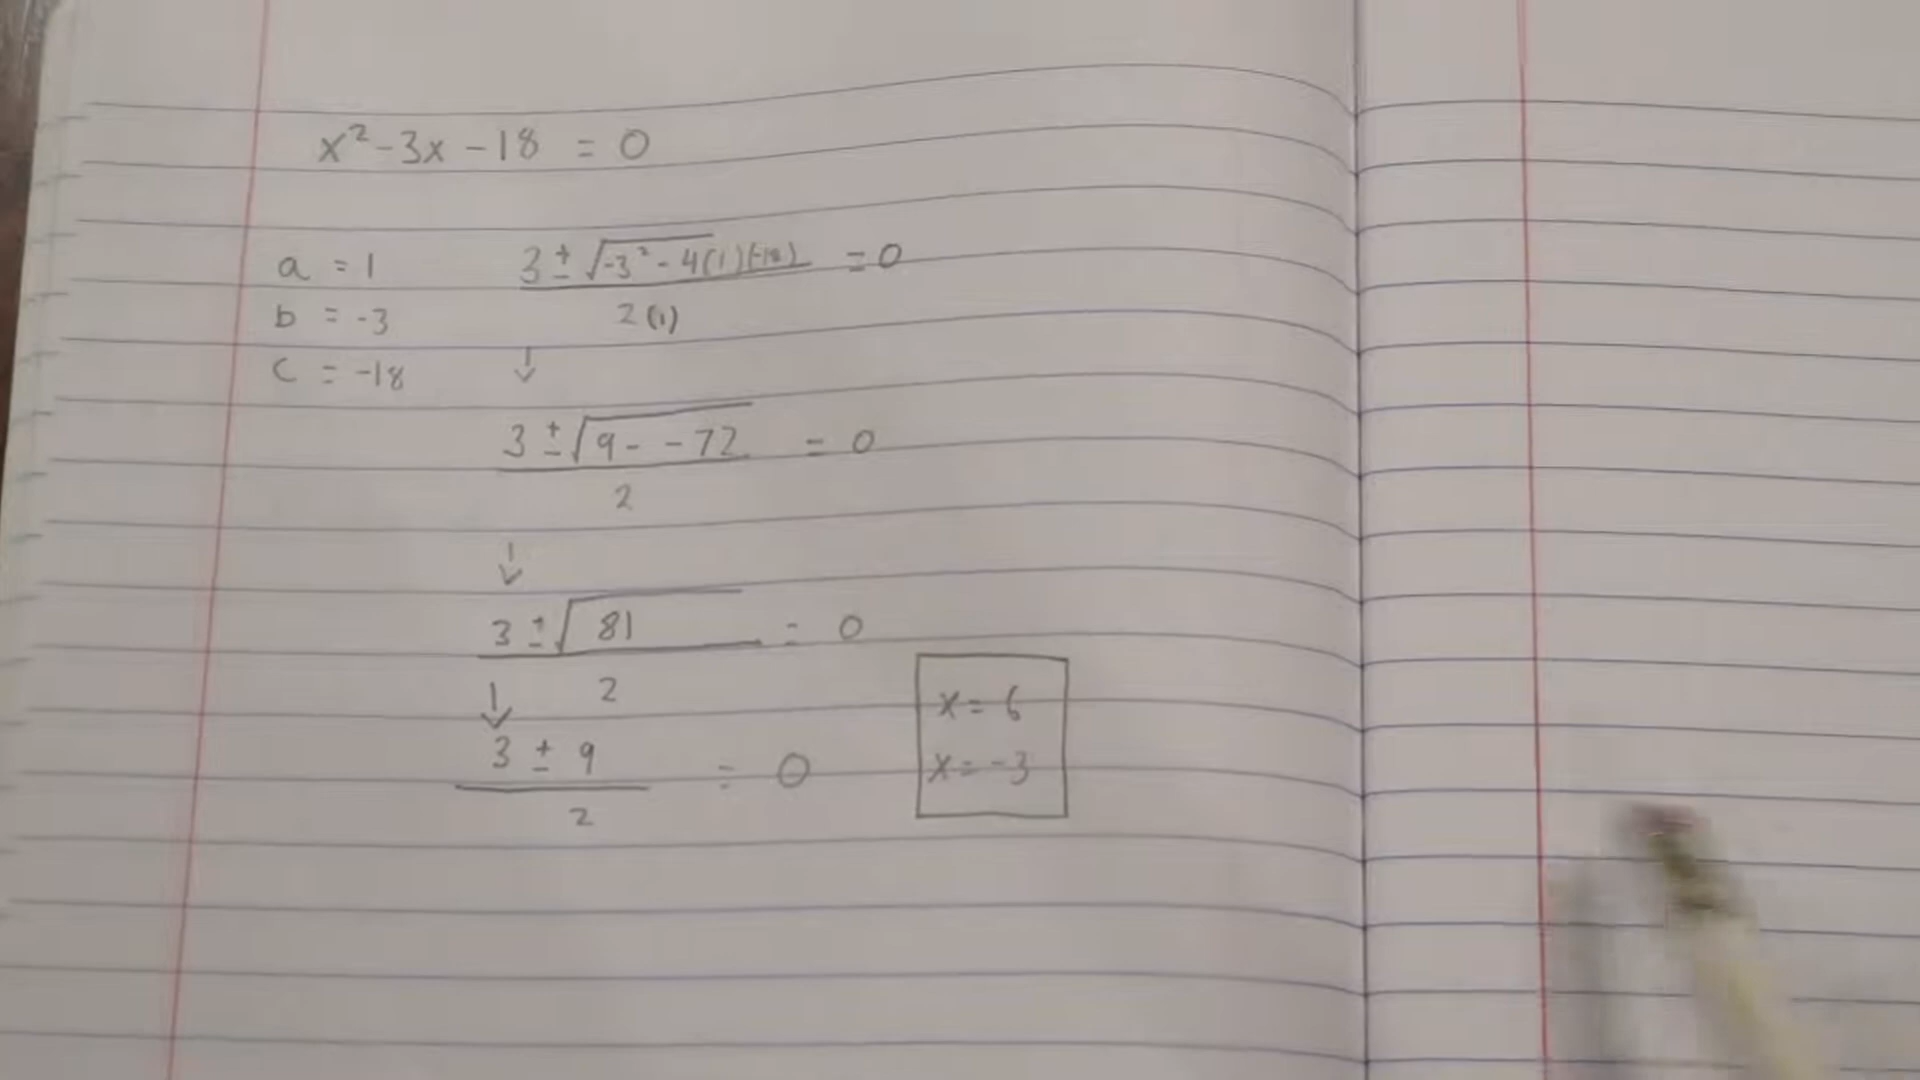 x² - 3x - 18 = 0
a = 1
b = -3
c = -18
3 ± √-3² - 4(1)(-18) = 0
2(1)
↓
3 ± √9 - -72 = 0
2
↓
3 ± √81 = 0
2
↓
3 ± 9 = 0
2
x = 6
x = -3